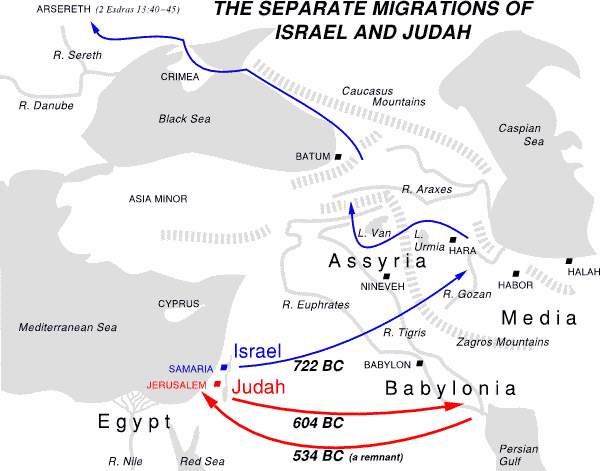 THE SEPARATE MIGRATIONS OF
ISRAEL AND JUDAH
ARSERETH (2 Esdras 13:40-45)
R. Sereth
CRIMEA
R. Danube
Black Sea
Caucasus
Mountains
Caspian
Sea
BATUM
R. Araxes
ASIA MINOR
L. Van
L.
Urmia
HARA
Assyria
NINEVEH
HALAH
HABOR
R. Gozan
Media
CYPRUS
R. Euphrates
Mediterranean Sea
R. Tigris
Zagros Mountains
Israel
SAMARIA
722 BC
BABYLON
JERUSALEM
Judah
Babylonia
Egypt
604 BC
534 BC (a remnant)
R. Nile
Red Sea
Persian
Gulf